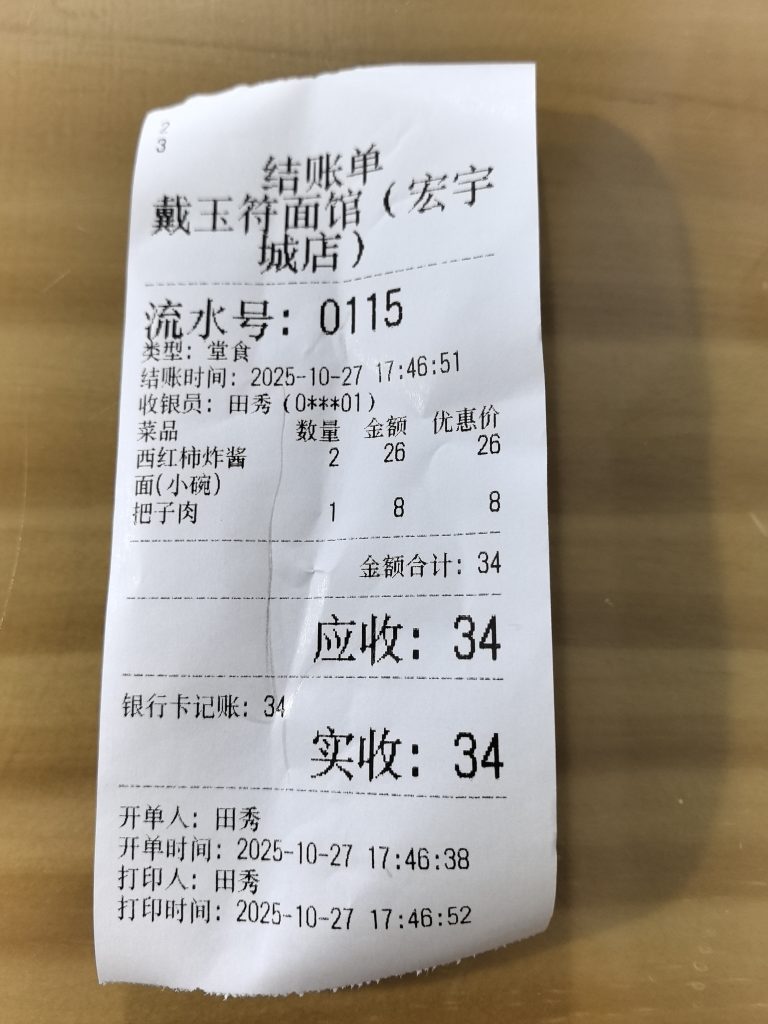 23
结账单
戴玉符面馆（宏宇
城店）
流水号：0115
类型：堂食
结账时间：2025-10-27 17:46:51
收银员：田秀（0***01）
菜品 数量 金额 优惠价
西红柿炸酱 2 26 26
面(小碗)
把子肉 1 8 8
金额合计：34
应收：34
银行卡记账：34
实收：34
开单人：田秀
开单时间：2025-10-27 17:46:38
打印人：田秀
打印时间：2025-10-27 17:46:52